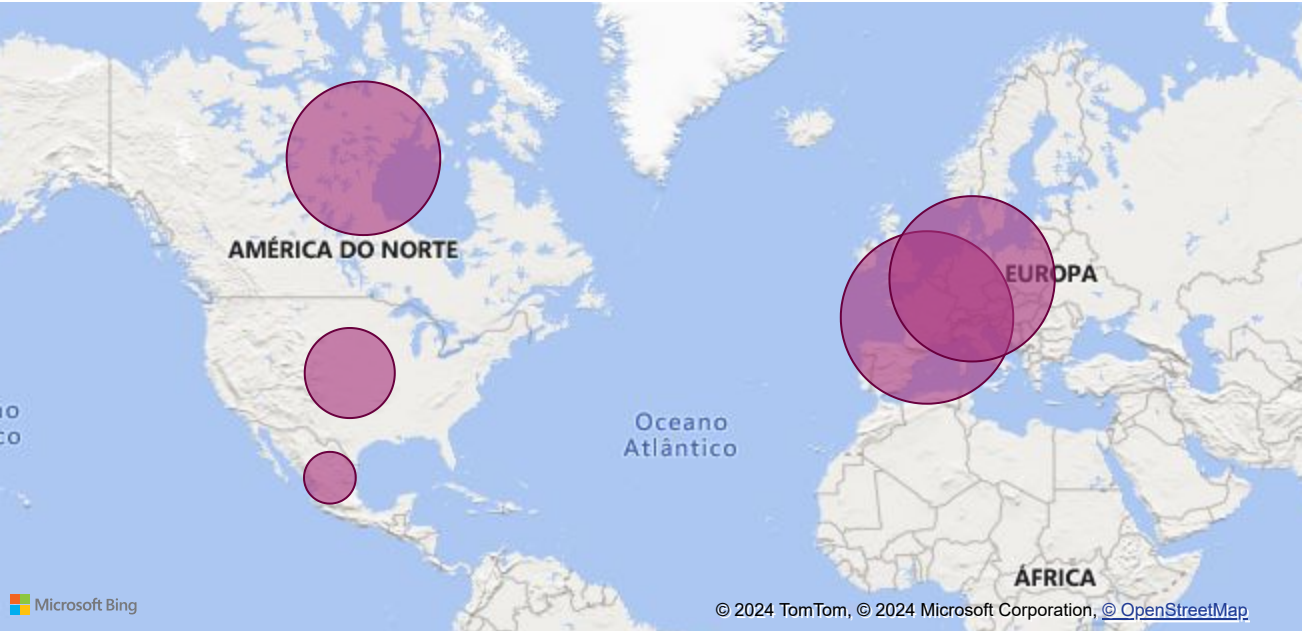 AMÉRICA DO NORTE
EUROPA
Oceano
Atlântico
ÁFRICA
Microsoft Bing
© 2024 TomTom, © 2024 Microsoft Corporation, © OpenStreetMap